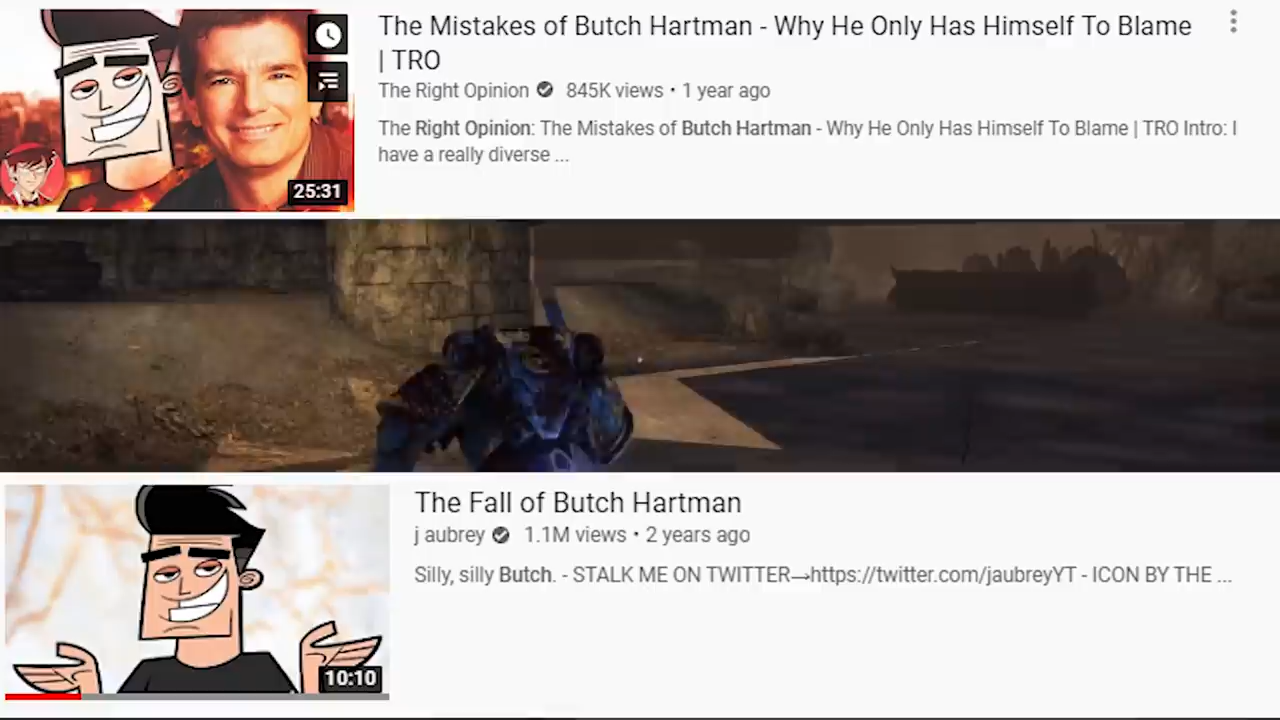 The Mistakes of Butch Hartman - Why He Only Has Himself To Blame
| TRO
The Right Opinion 845K views • 1 year ago
The Right Opinion: The Mistakes of Butch Hartman - Why He Only Has Himself To Blame | TRO Intro: I
have a really diverse ...
25:31
The Fall of Butch Hartman
j aubrey 1.1M views • 2 years ago
Silly, silly Butch. - STALK ME ON TWITTER→https://twitter.com/jaubreyYT - ICON BY THE ...
10:10